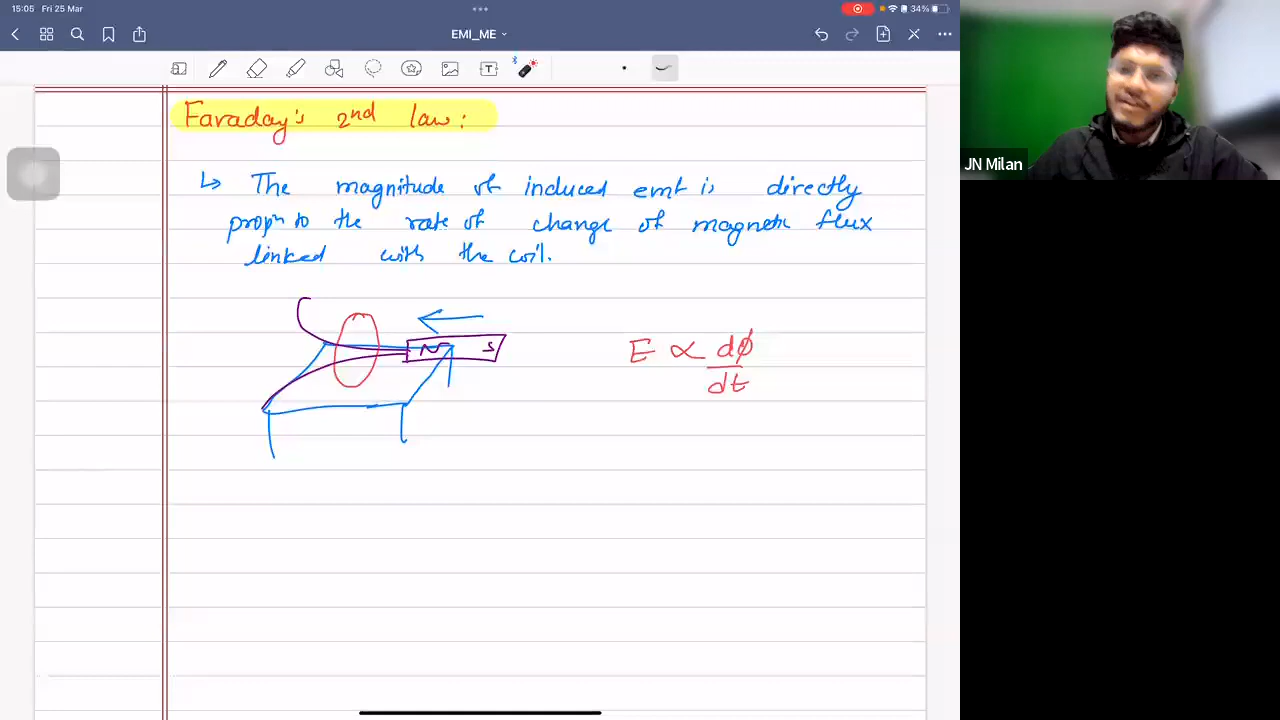 15:05 Fri 25 Mar
34%
EMI_ME
JN Milan
Faraday's 2nd law:
↳ The magnitude of induced emf is directly
propn to the rate of change of magnetic flux
linked with the coil.
N S
E ∝ dϕ
dt